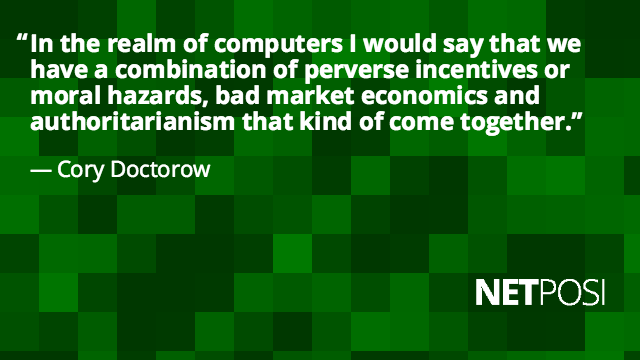 “In the realm of computers I would say that we
have a combination of perverse incentives or
moral hazards, bad market economics and
authoritarianism that kind of come together.”
— Cory Doctorow
NETPOSI